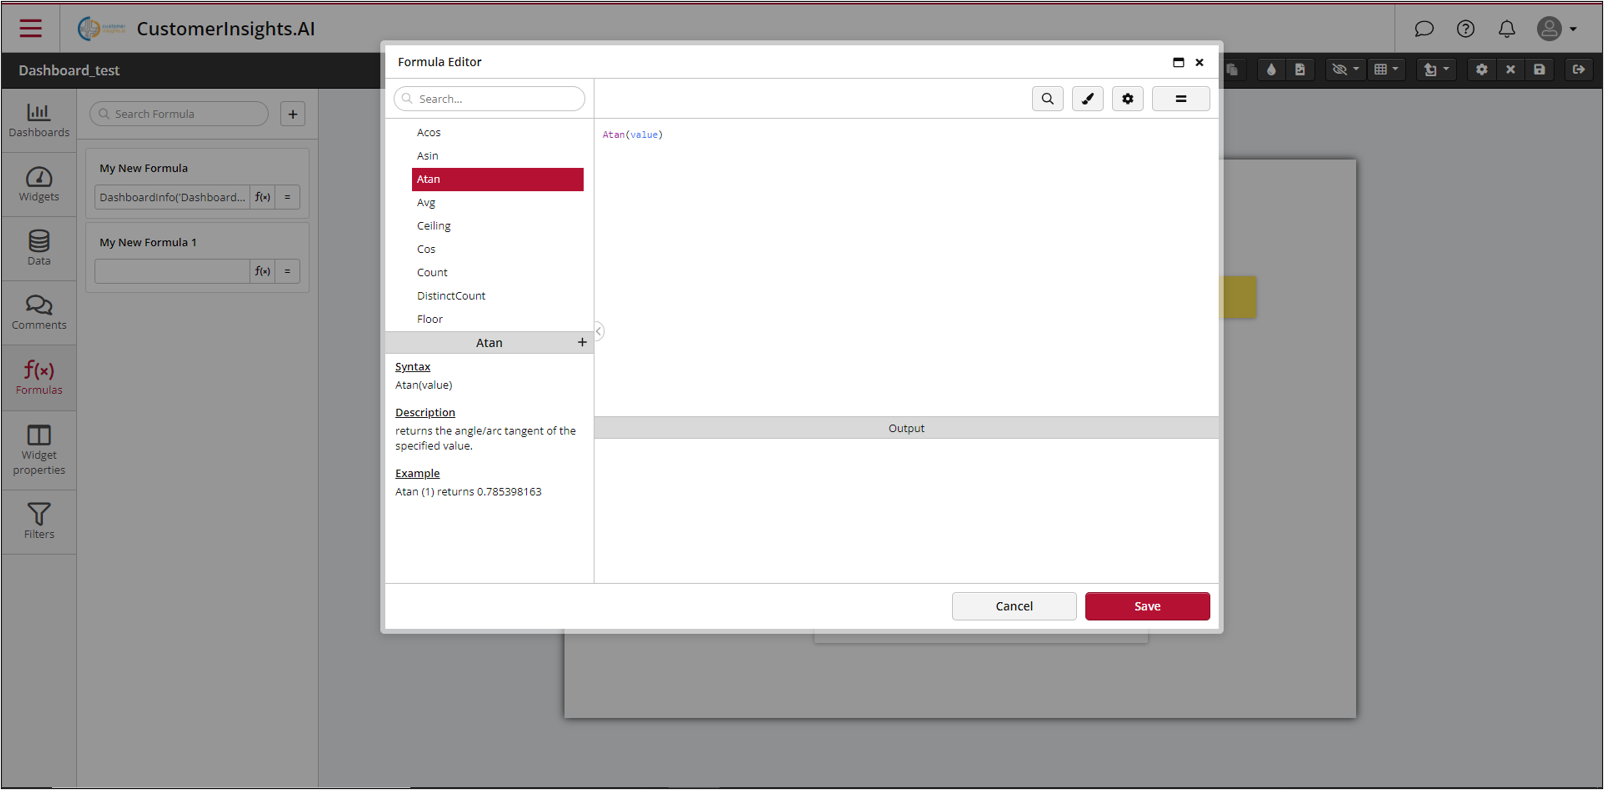 CustomerInsights.AI
Dashboard_test
Dashboards
Widgets
Data
Comments
f(x)
Formulas
Widget
properties
Filters
Search Formula
+
My New Formula
DashboardInfo('Dashboard... f(x) =
My New Formula 1
f(x) =
Formula Editor
Search...
Acos
Asin
Atan
Avg
Ceiling
Cos
Count
DistinctCount
Floor
Atan +
Syntax
Atan(value)
Description
returns the angle/arc tangent of the
specified value.
Example
Atan (1) returns 0.785398163
=
Atan(value)
Output
Cancel
Save